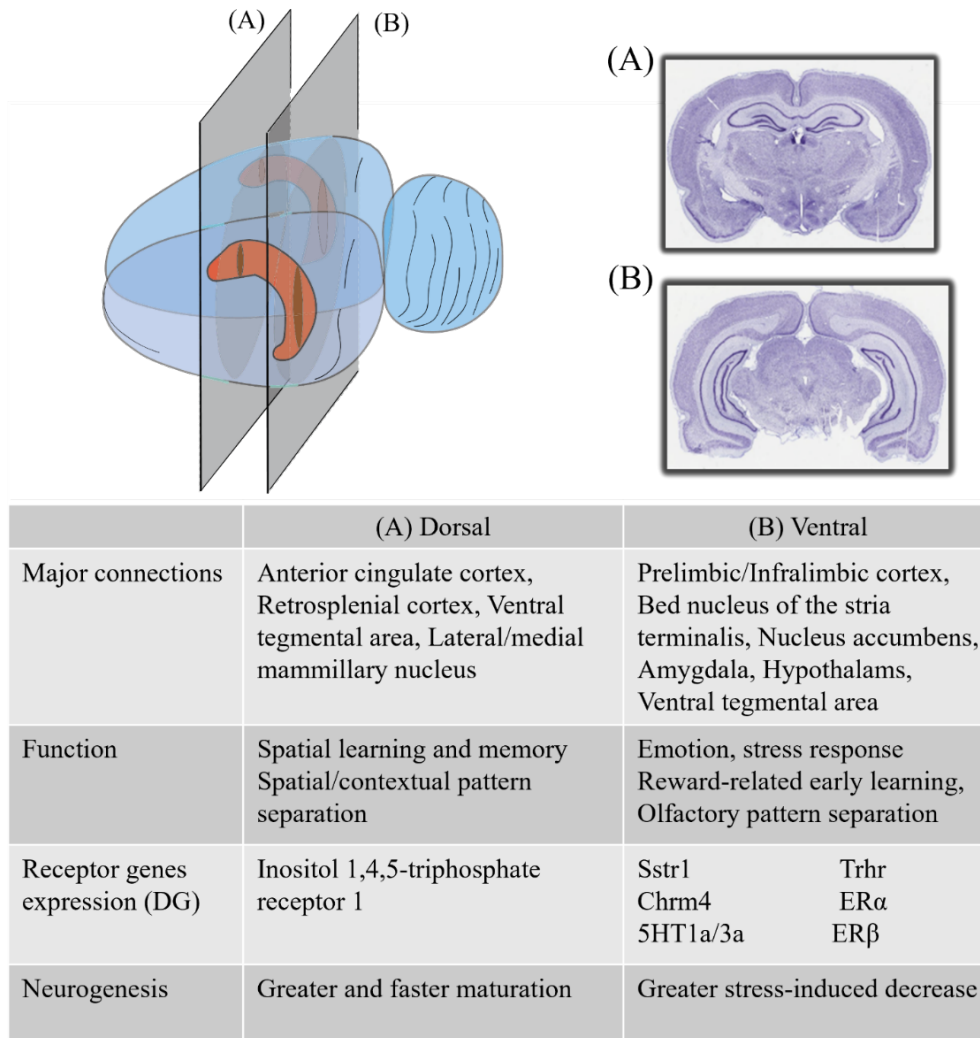 (A)
(B)
(A)
(B)
(A) Dorsal
(B) Ventral
Major connections
Anterior cingulate cortex,
Retrosplenial cortex, Ventral
tegmental area, Lateral/medial
mammillary nucleus
Prelimbic/Infralimbic cortex,
Bed nucleus of the stria
terminalis, Nucleus accumbens,
Amygdala, Hypothalams,
Ventral tegmental area
Function
Spatial learning and memory
Spatial/contextual pattern
separation
Emotion, stress response
Reward-related early learning,
Olfactory pattern separation
Receptor genes
expression (DG)
Inositol 1,4,5-triphosphate
receptor 1
Sstr1 Trhr
Chrm4 ERα
5HT1a/3a ERβ
Neurogenesis
Greater and faster maturation
Greater stress-induced decrease